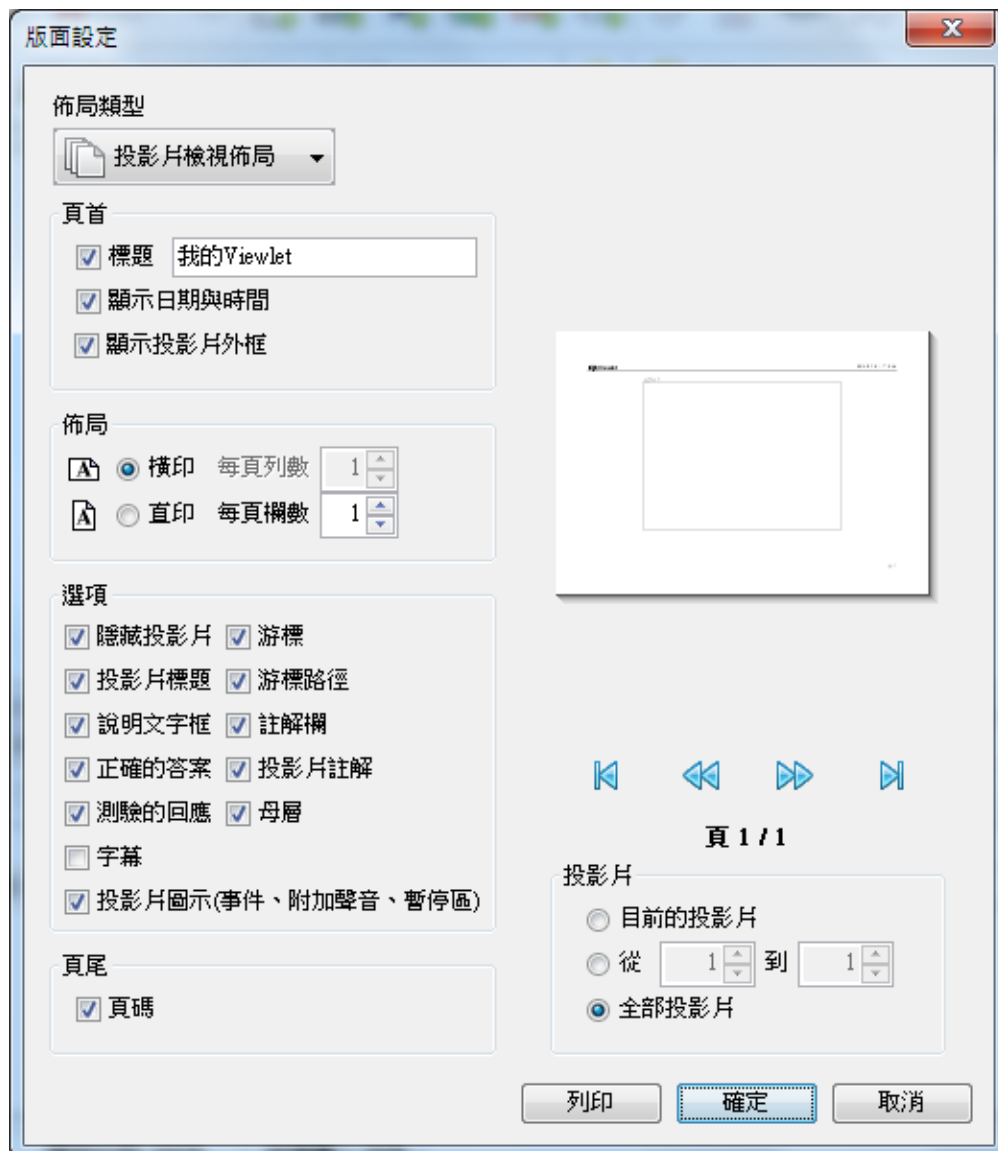 版面設定
佈局類型
投影片檢視佈局
頁首
標題 我的Viewlet
顯示日期與時間
顯示投影片外框
佈局
A 橫印 每頁列數 1
A 直印 每頁欄數 1
選項
隱藏投影片 游標
投影片標題 游標路徑
說明文字框 註解欄
正確的答案 投影片註解
測驗的回應 母層
字幕
投影片圖示(事件、附加聲音、暫停區)
頁尾
頁碼
頁 1 / 1
投影片
目前的投影片
從 1 到 1
全部投影片
列印 確定 取消